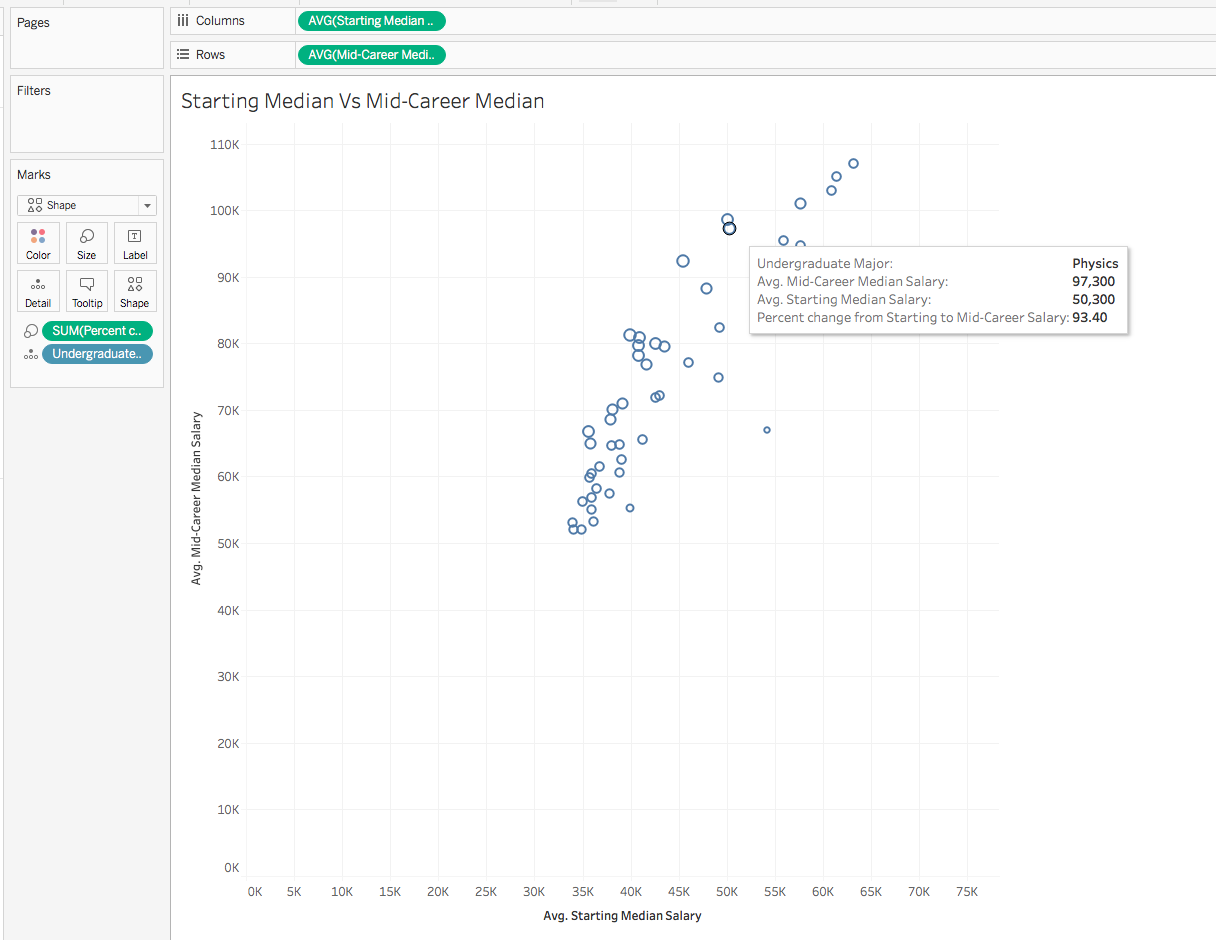 Pages
Columns
AVG(Starting Median ..
Rows
AVG(Mid-Career Medi..
Filters
Marks
Shape
Color
Size
Label
Detail
Tooltip
Shape
SUM(Percent c..
Undergraduate..
Starting Median Vs Mid-Career Median
110K
100K
90K
80K
70K
60K
50K
40K
30K
20K
10K
0K
Avg. Mid-Career Median Salary
Undergraduate Major: Physics
Avg. Mid-Career Median Salary: 97,300
Avg. Starting Median Salary: 50,300
Percent change from Starting to Mid-Career Salary: 93.40
0K 5K 10K 15K 20K 25K 30K 35K 40K 45K 50K 55K 60K 65K 70K 75K
Avg. Starting Median Salary